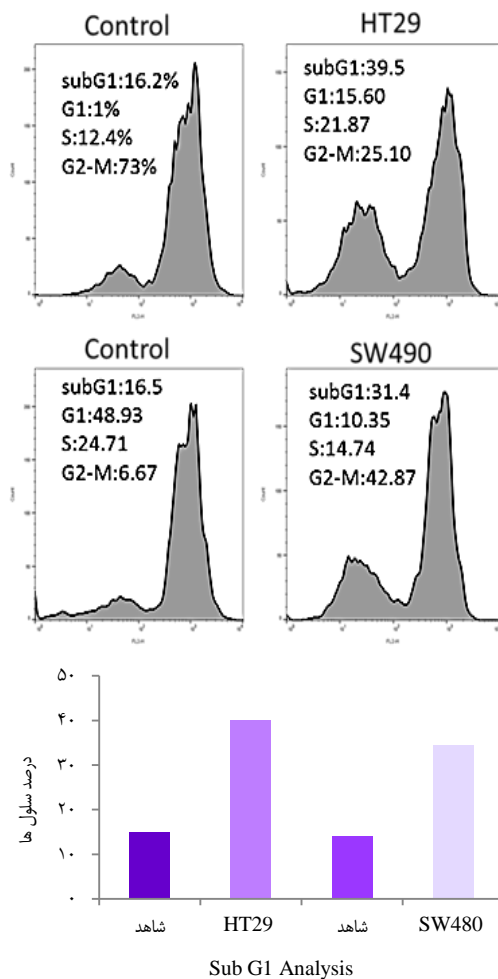 Control
subG1:16.2%
G1:1%
S:12.4%
G2-M:73%
HT29
subG1:39.5
G1:15.60
S:21.87
G2-M:25.10
Count
FL2-H
Control
subG1:16.5
G1:48.93
S:24.71
G2-M:6.67
SW490
subG1:31.4
G1:10.35
S:14.74
G2-M:42.87
درصد سلول ها
۵۰
۴۰
۳۰
۲۰
۱۰
۰
شاهد HT29 شاهد SW480
Sub G1 Analysis